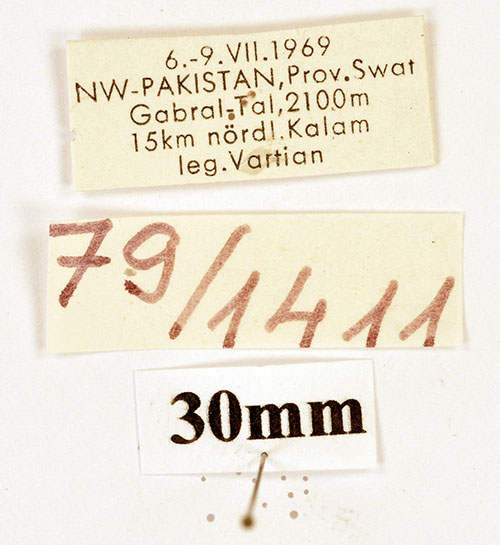 6.-9.VII.1969
NW-PAKISTAN, Prov. Swat
Gabral-Tal, 2100m
15km nördl. Kalam
leg. Vartian
79/1411
30mm